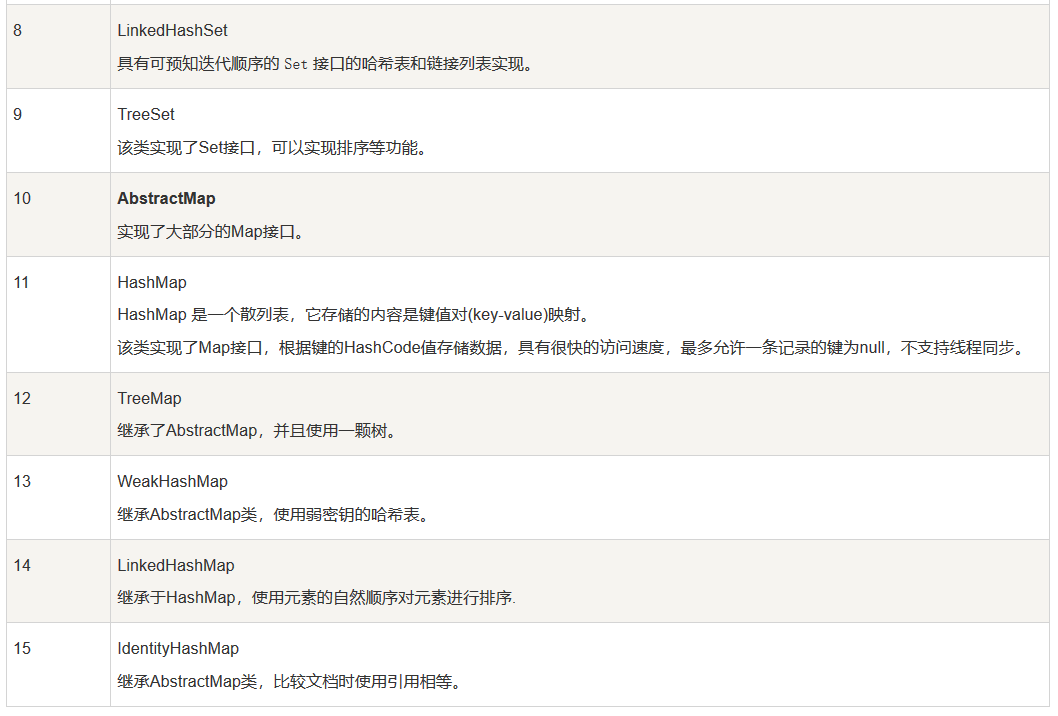 8
LinkedHashSet
具有可预知迭代顺序的 Set 接口的哈希表和链接列表实现。
9
TreeSet
该类实现了Set接口，可以实现排序等功能。
10
AbstractMap
实现了大部分的Map接口。
11
HashMap
HashMap 是一个散列表，它存储的内容是键值对(key-value)映射。
该类实现了Map接口，根据键的HashCode值存储数据，具有很快的访问速度，最多允许一条记录的键为null，不支持线程同步。
12
TreeMap
继承了AbstractMap，并且使用一颗树。
13
WeakHashMap
继承AbstractMap类，使用弱密钥的哈希表。
14
LinkedHashMap
继承于HashMap，使用元素的自然顺序对元素进行排序.
15
IdentityHashMap
继承AbstractMap类，比较文档时使用引用相等。